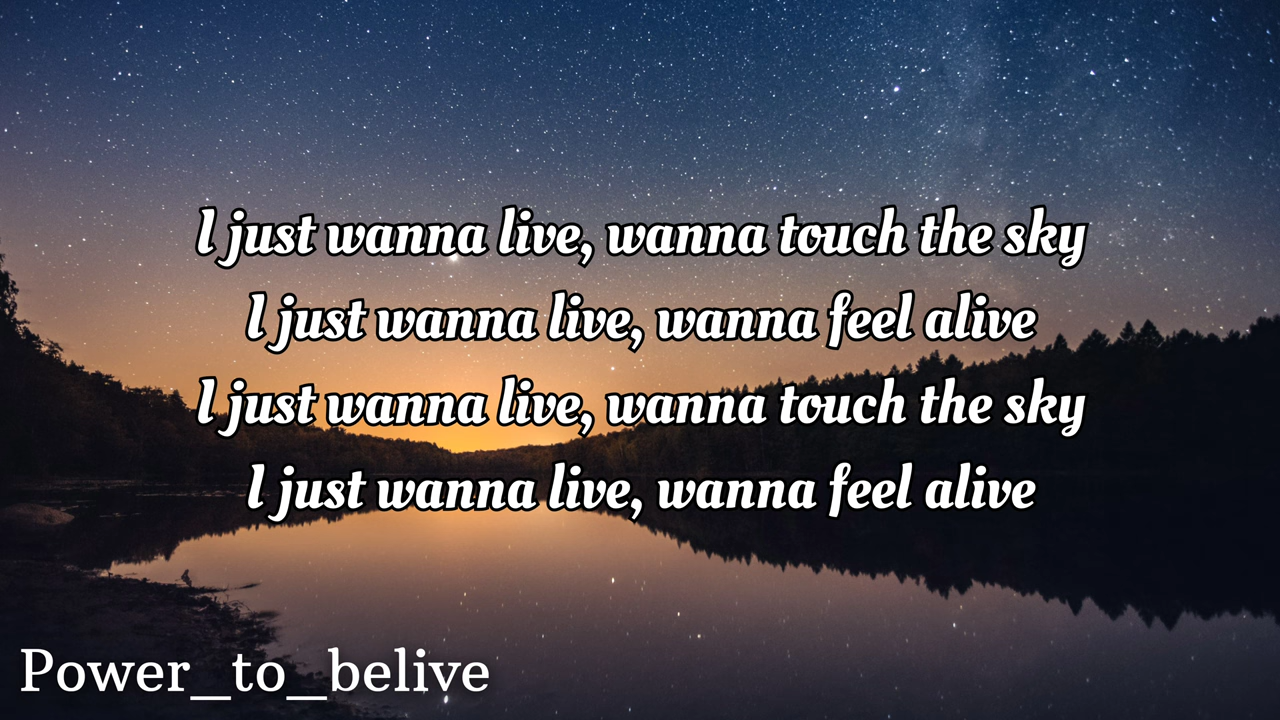 I just wanna live, wanna touch the sky
I just wanna live, wanna feel alive
I just wanna live, wanna touch the sky
I just wanna live, wanna feel alive
Power_to_belive